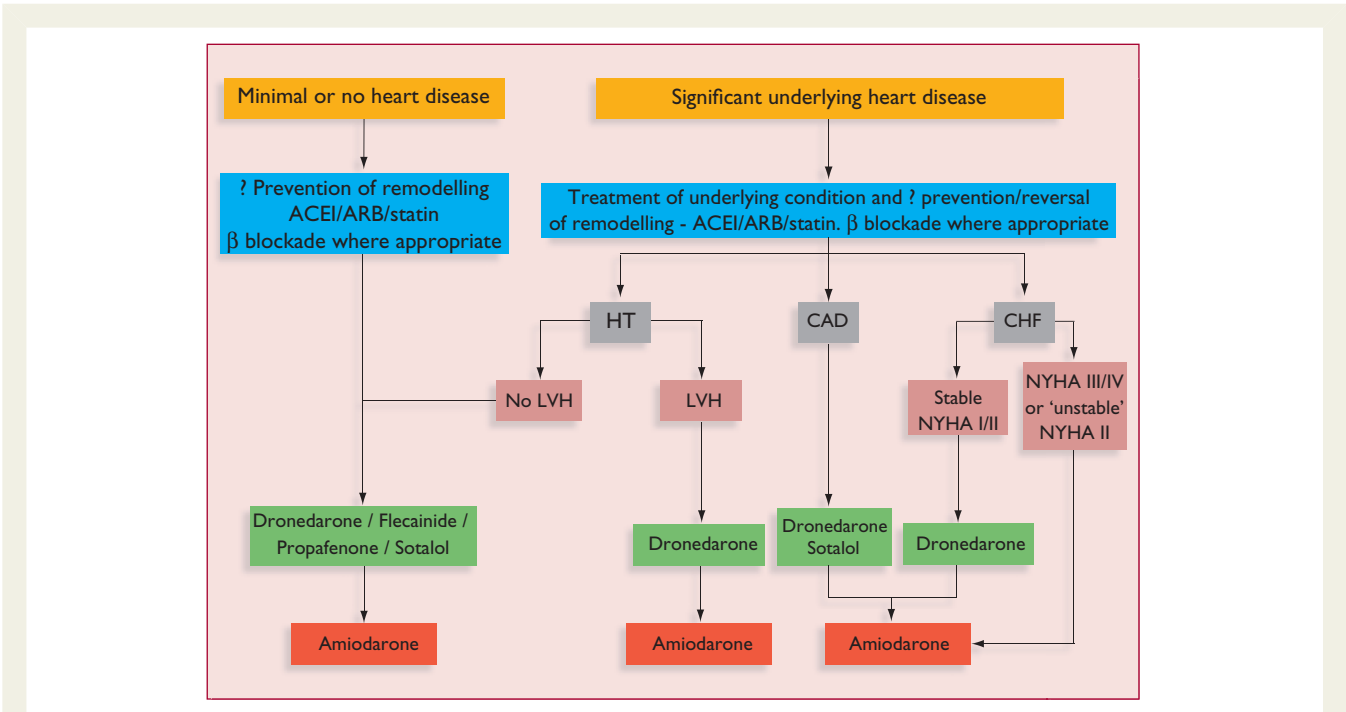 Minimal or no heart disease
Significant underlying heart disease
? Prevention of remodelling
ACEI/ARB/statin
β blockade where appropriate
Treatment of underlying condition and ? prevention/reversal
of remodelling - ACEI/ARB/statin. β blockade where appropriate
HT
CAD
CHF
No LVH
LVH
Stable
NYHA I/II
NYHA III/IV
or ‘unstable’
NYHA II
Dronedarone / Flecainide /
Propafenone / Sotalol
Dronedarone
Dronedarone
Sotalol
Dronedarone
Amiodarone
Amiodarone
Amiodarone